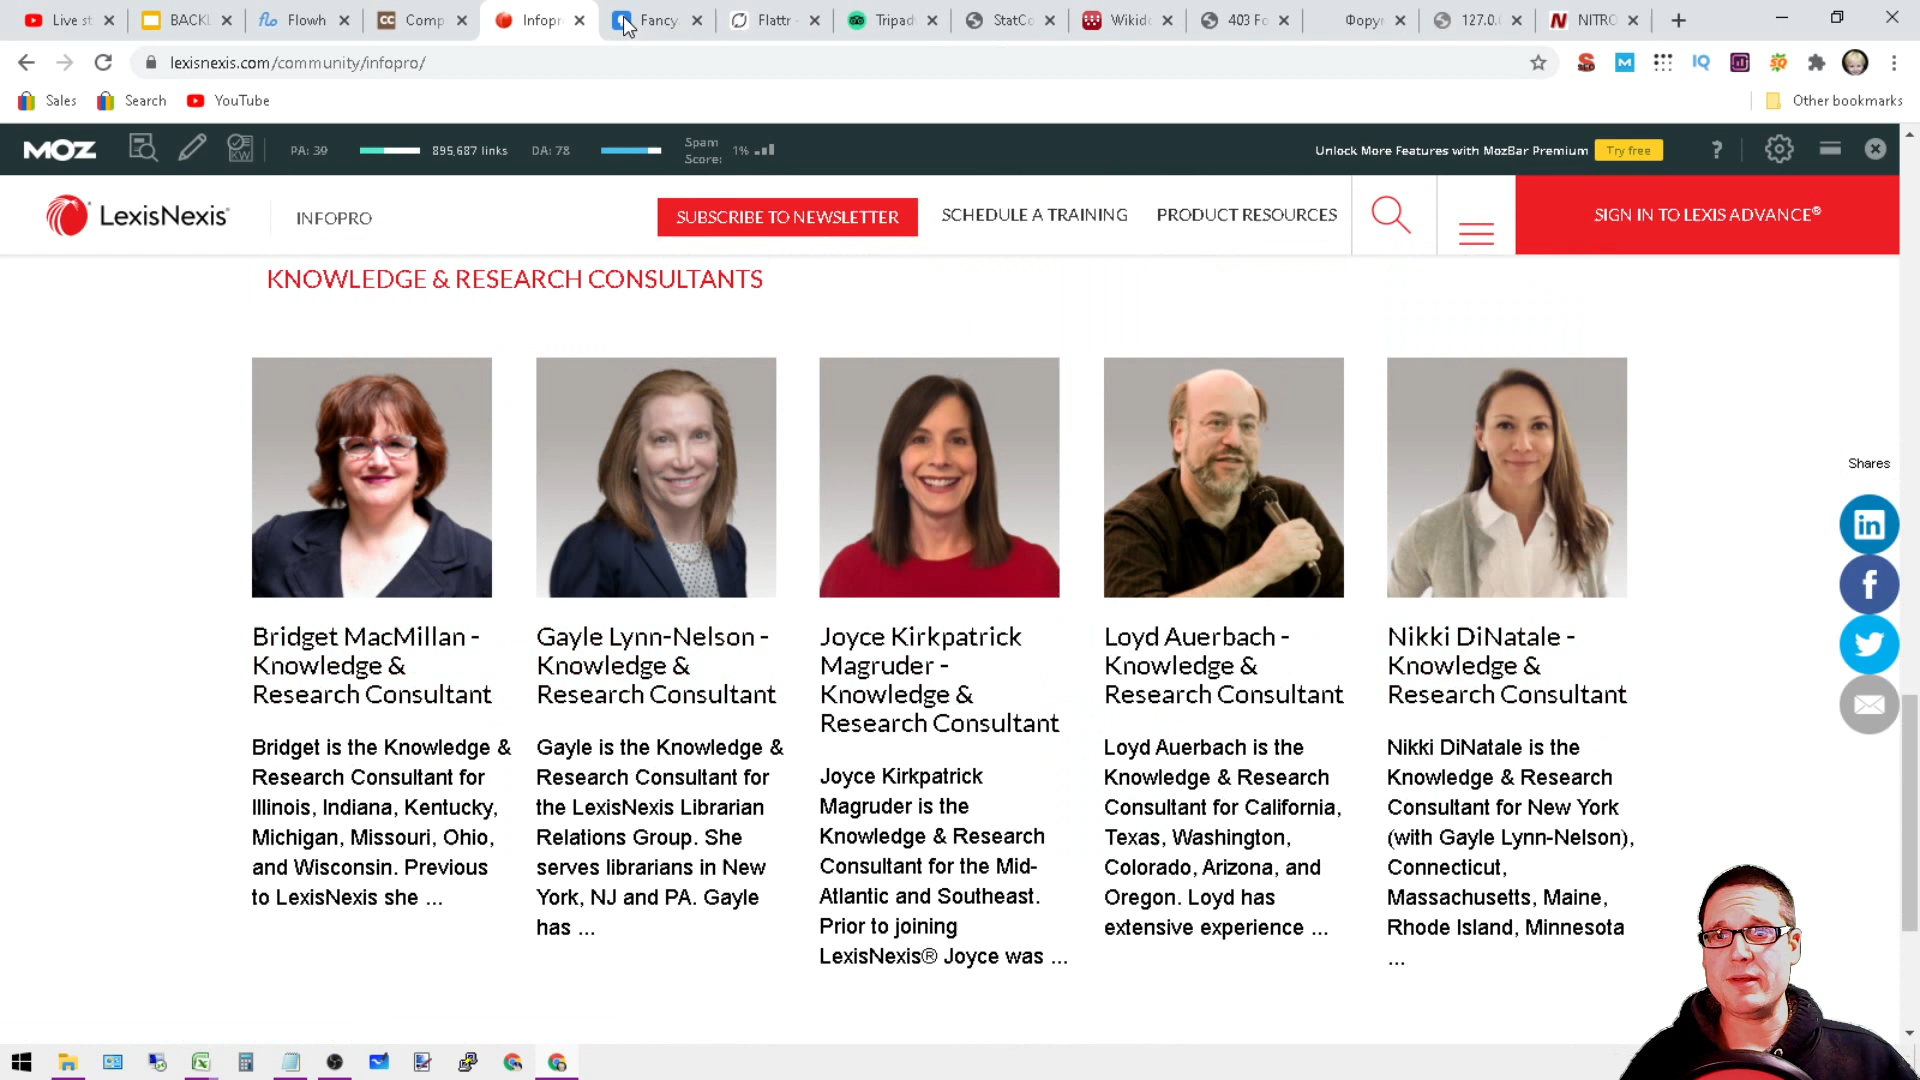 Live st
BACKL
Flowh
Comp
Infopr
Fancy
Flattr -
Tripad
StatCo
Wikide
403 Fo
Форум
127.0.0
NITRO
lexisnexis.com/community/infopro/
Sales
Search
YouTube
Other bookmarks
MOZ
PA: 39
895,687 links
DA: 78
Spam Score: 1%
Unlock More Features with MozBar Premium
Try free
LexisNexis
INFOPRO
SUBSCRIBE TO NEWSLETTER
SCHEDULE A TRAINING
PRODUCT RESOURCES
SIGN IN TO LEXIS ADVANCE®
KNOWLEDGE & RESEARCH CONSULTANTS
Bridget MacMillan -
Knowledge &
Research Consultant
Bridget is the Knowledge &
Research Consultant for
Illinois, Indiana, Kentucky,
Michigan, Missouri, Ohio,
and Wisconsin. Previous
to LexisNexis she ...
Gayle Lynn-Nelson -
Knowledge &
Research Consultant
Gayle is the Knowledge &
Research Consultant for
the LexisNexis Librarian
Relations Group. She
serves librarians in New
York, NJ and PA. Gayle
has ...
Joyce Kirkpatrick
Magruder -
Knowledge &
Research Consultant
Joyce Kirkpatrick
Magruder is the
Knowledge & Research
Consultant for the Mid-
Atlantic and Southeast.
Prior to joining
LexisNexis® Joyce was ...
Loyd Auerbach -
Knowledge &
Research Consultant
Loyd Auerbach is the
Knowledge & Research
Consultant for California,
Texas, Washington,
Colorado, Arizona, and
Oregon. Loyd has
extensive experience ...
Nikki DiNatale -
Knowledge &
Research Consultant
Nikki DiNatale is the
Knowledge & Research
Consultant for New York
(with Gayle Lynn-Nelson),
Connecticut,
Massachusetts, Maine,
Rhode Island, Minnesota
...
Shares